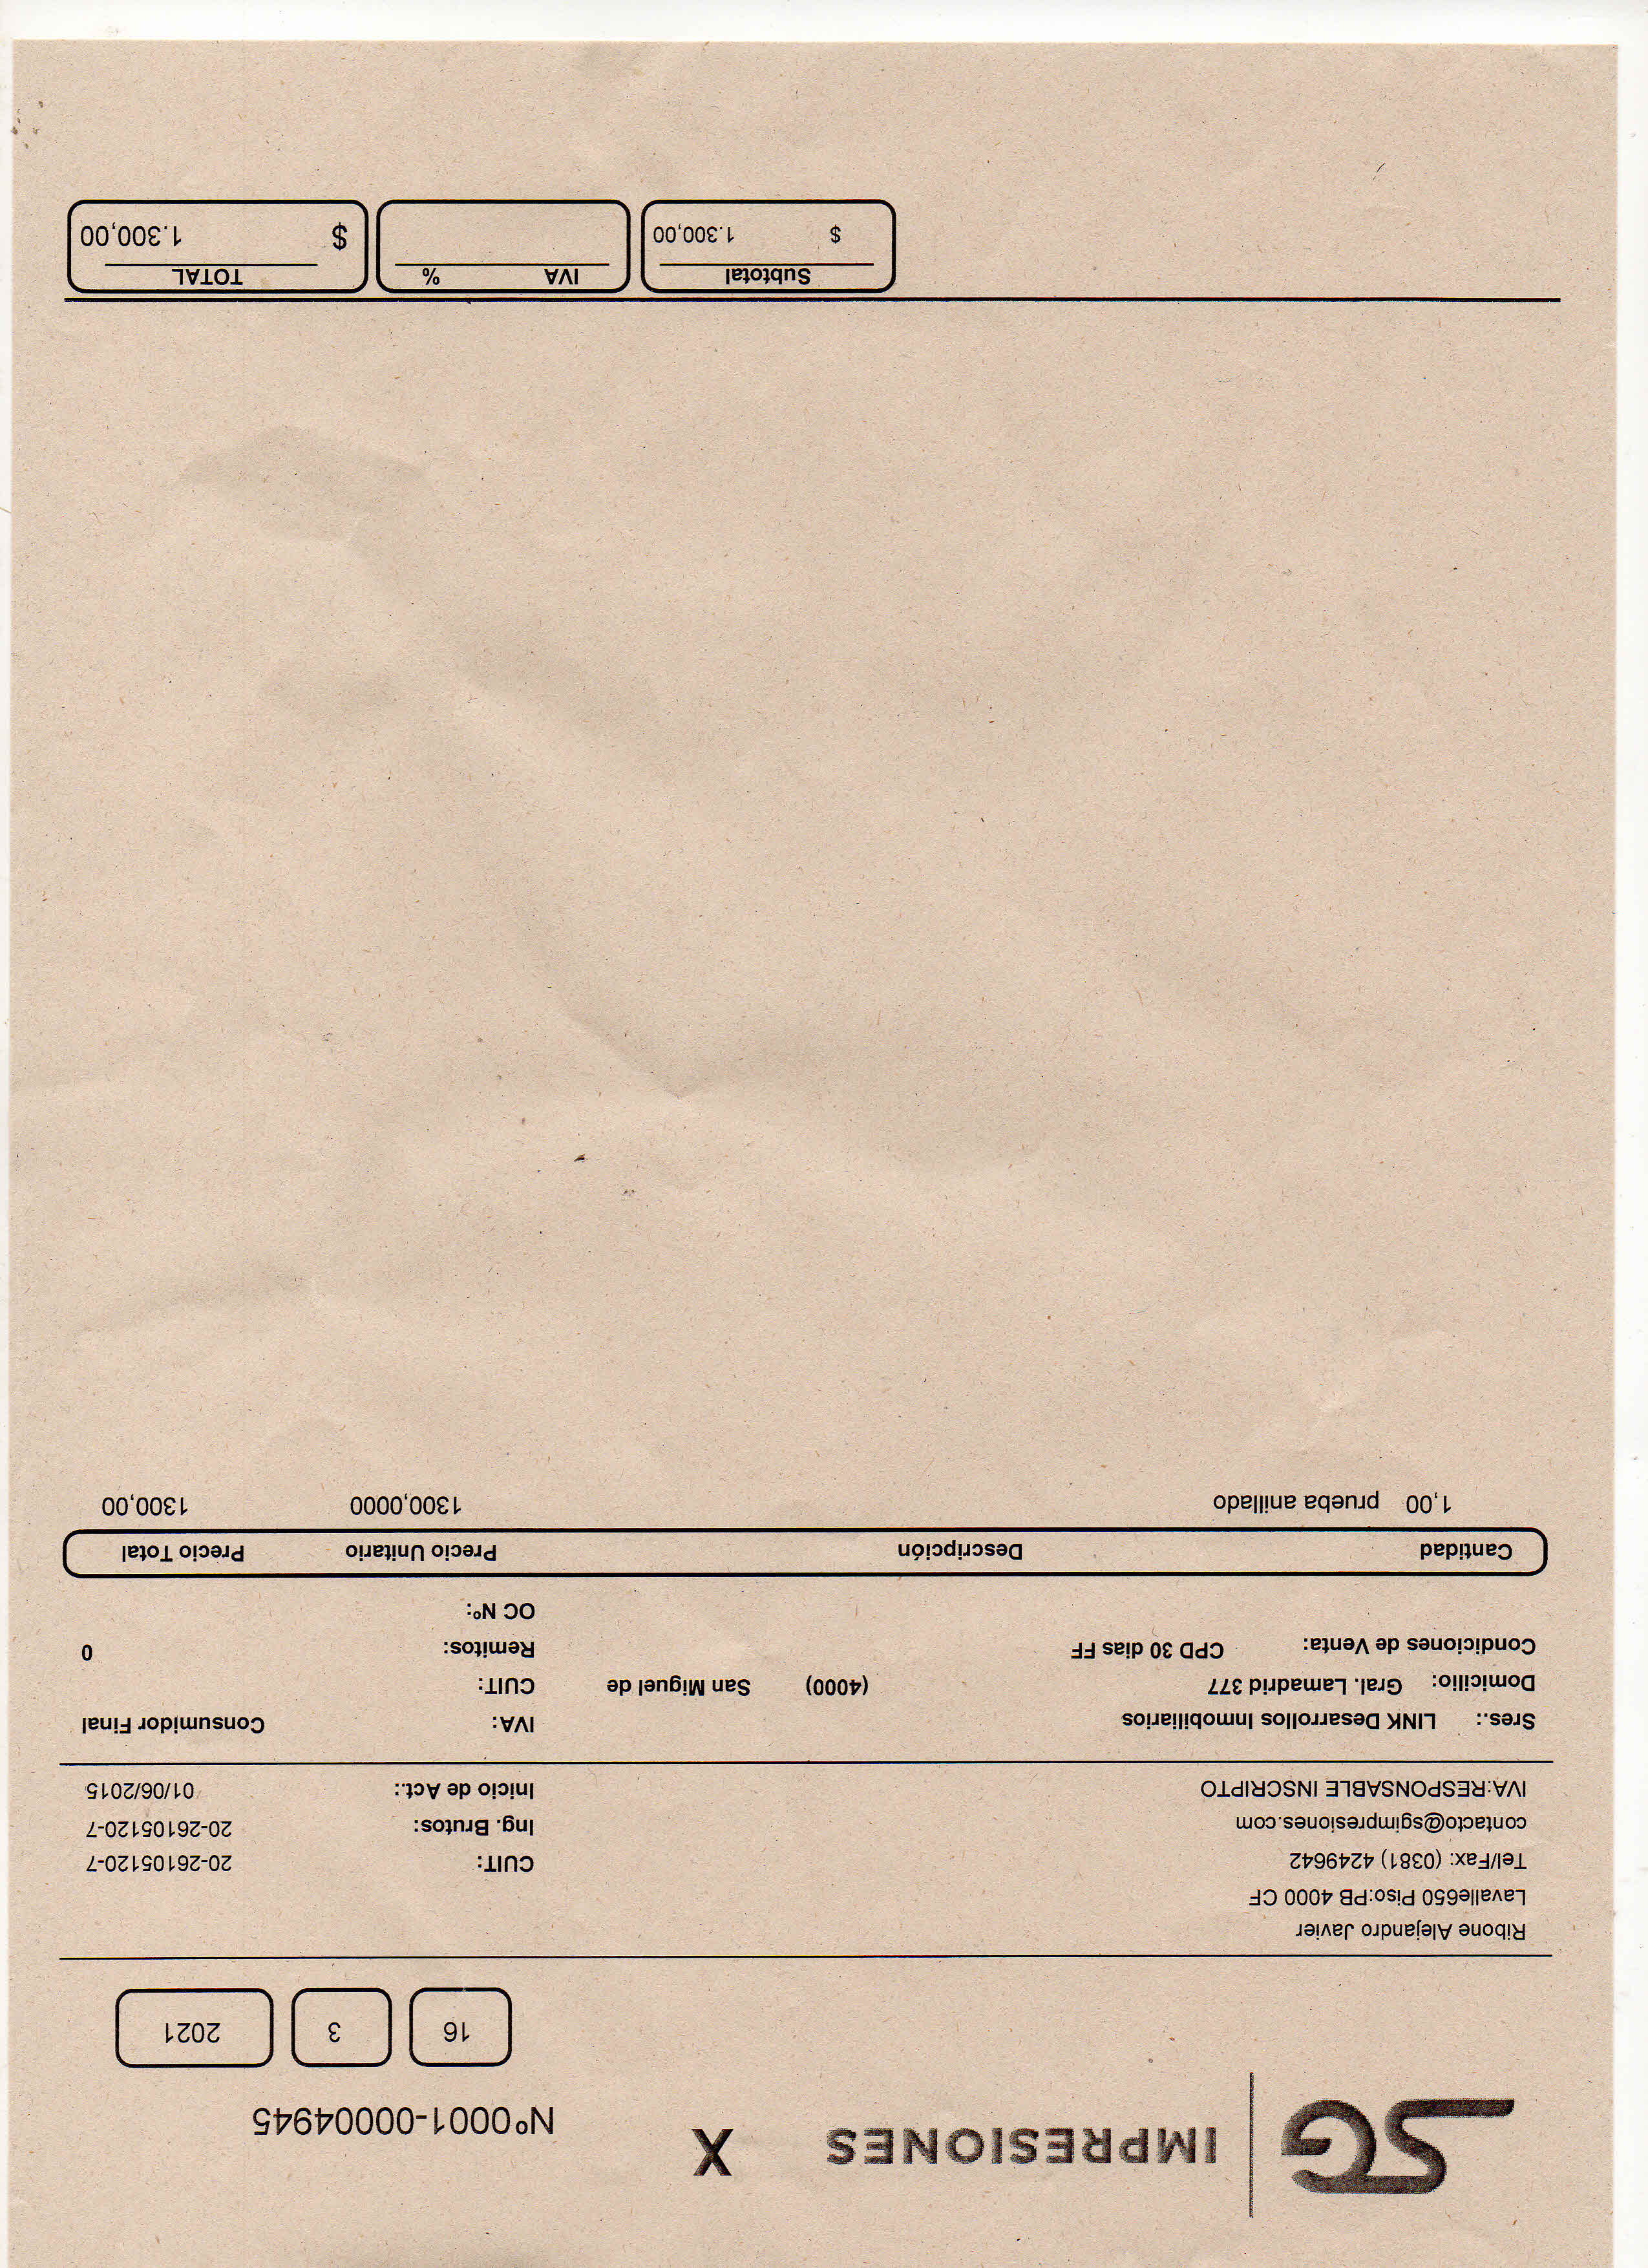 SG IMPRESIONES X
Nº0001-00004945
16 3 2021
Ribone Alejandro Javier
Lavalle650 Piso:PB 4000 CF
Tel/Fax: (0381) 4249642
contacto@sgimpresiones.com
IVA:RESPONSABLE INSCRIPTO
CUIT: 20-26105120-7
Ing. Brutos: 20-26105120-7
Inicio de Act.: 01/06/2015
Sres.: LINK Desarrollos Inmobiliarios
Domicilio: Gral. Lamadrid 377 (4000) San Miguel de
Condiciones de Venta: CPD 30 dias FF
IVA: Consumidor Final
CUIT:
Remitos: 0
OC Nº:
Cantidad Descripción Precio Unitario Precio Total
1,00 prueba anillado 1300,0000 1300,00
Subtotal IVA % TOTAL
$ 1.300,00 $ 1.300,00